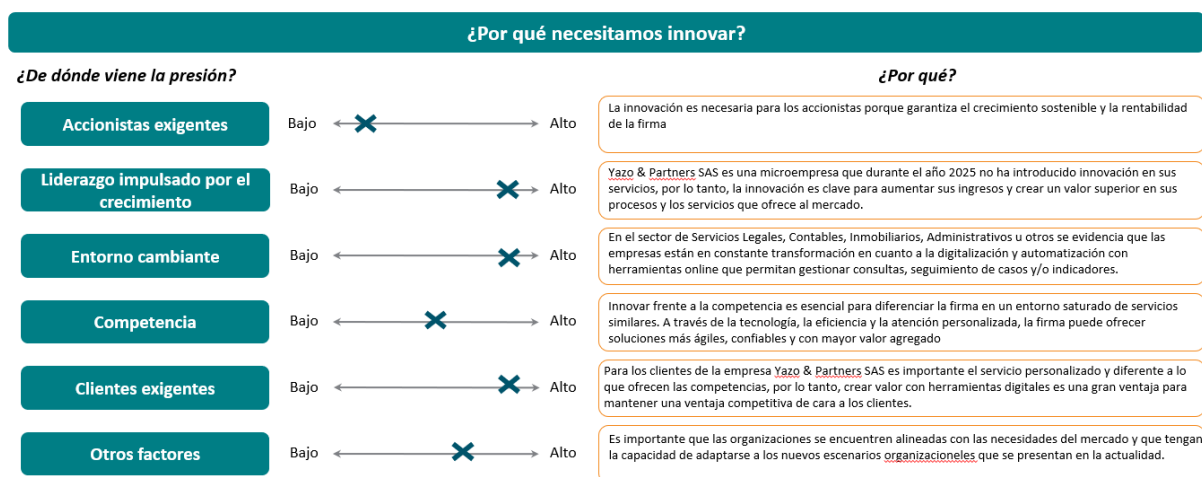 ¿Por qué necesitamos innovar?
¿De dónde viene la presión?
¿Por qué?
Accionistas exigentes
Bajo
Alto
La innovación es necesaria para los accionistas porque garantiza el crecimiento sostenible y la rentabilidad
de la firma
Liderazgo impulsado por el
crecimiento
Bajo
Alto
Yazo & Partners SAS es una microempresa que durante el año 2025 no ha introducido innovación en sus
servicios, por lo tanto, la innovación es clave para aumentar sus ingresos y crear un valor superior en sus
procesos y los servicios que ofrece al mercado.
Entorno cambiante
Bajo
Alto
En el sector de Servicios Legales, Contables, Inmobiliarios, Administrativos u otros se evidencia que las
empresas están en constante transformación en cuanto a la digitalización y automatización con
herramientas online que permitan gestionar consultas, seguimiento de casos y/o indicadores.
Competencia
Bajo
Alto
Innovar frente a la competencia es esencial para diferenciar la firma en un entorno saturado de servicios
similares. A través de la tecnología, la eficiencia y la atención personalizada, la firma puede ofrecer
soluciones más ágiles, confiables y con mayor valor agregado
Clientes exigentes
Bajo
Alto
Para los clientes de la empresa Yazo & Partners SAS es importante el servicio personalizado y diferente a lo
que ofrecen las competencias, por lo tanto, crear valor con herramientas digitales es una gran ventaja para
mantener una ventaja competitiva de cara a los clientes.
Otros factores
Bajo
Alto
Es importante que las organizaciones se encuentren alineadas con las necesidades del mercado y que tengan
la capacidad de adaptarse a los nuevos escenarios organizacioneles que se presentan en la actualidad.